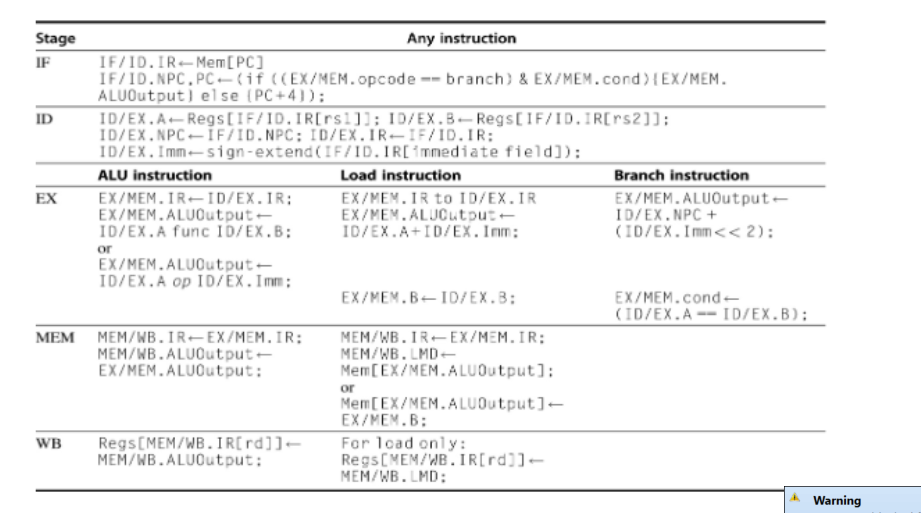 Stage Any instruction
IF IF/ID.IR←Mem[PC]
IF/ID.NPC,PC←(if ((EX/MEM.opcode == branch) & EX/MEM.cond){EX/MEM.
ALUOutput} else {PC+4});
ID ID/EX.A←Regs[IF/ID.IR[rs1]]; ID/EX.B←Regs[IF/ID.IR[rs2]];
ID/EX.NPC←IF/ID.NPC; ID/EX.IR←IF/ID.IR;
ID/EX.Imm←sign-extend(IF/ID.IR[immediate field]);
ALU instruction Load instruction Branch instruction
EX EX/MEM.IR←ID/EX.IR; EX/MEM.IR to ID/EX.IR EX/MEM.ALUOutput←
EX/MEM.ALUOutput← EX/MEM.ALUOutput← ID/EX.NPC +
ID/EX.A func ID/EX.B; ID/EX.A+ID/EX.Imm; (ID/EX.Imm<< 2);
or
EX/MEM.ALUOutput←
ID/EX.A op ID/EX.Imm;
EX/MEM.B←ID/EX.B; EX/MEM.cond←
(ID/EX.A == ID/EX.B);
MEM MEM/WB.IR←EX/MEM.IR; MEM/WB.IR←EX/MEM.IR;
MEM/WB.ALUOutput← MEM/WB.LMD←
EX/MEM.ALUOutput; Mem[EX/MEM.ALUOutput];
or
Mem[EX/MEM.ALUOutput]←
EX/MEM.B;
WB Regs[MEM/WB.IR[rd]]← For load only:
MEM/WB.ALUOutput; Regs[MEM/WB.IR[rd]]←
MEM/WB.LMD;
Warning